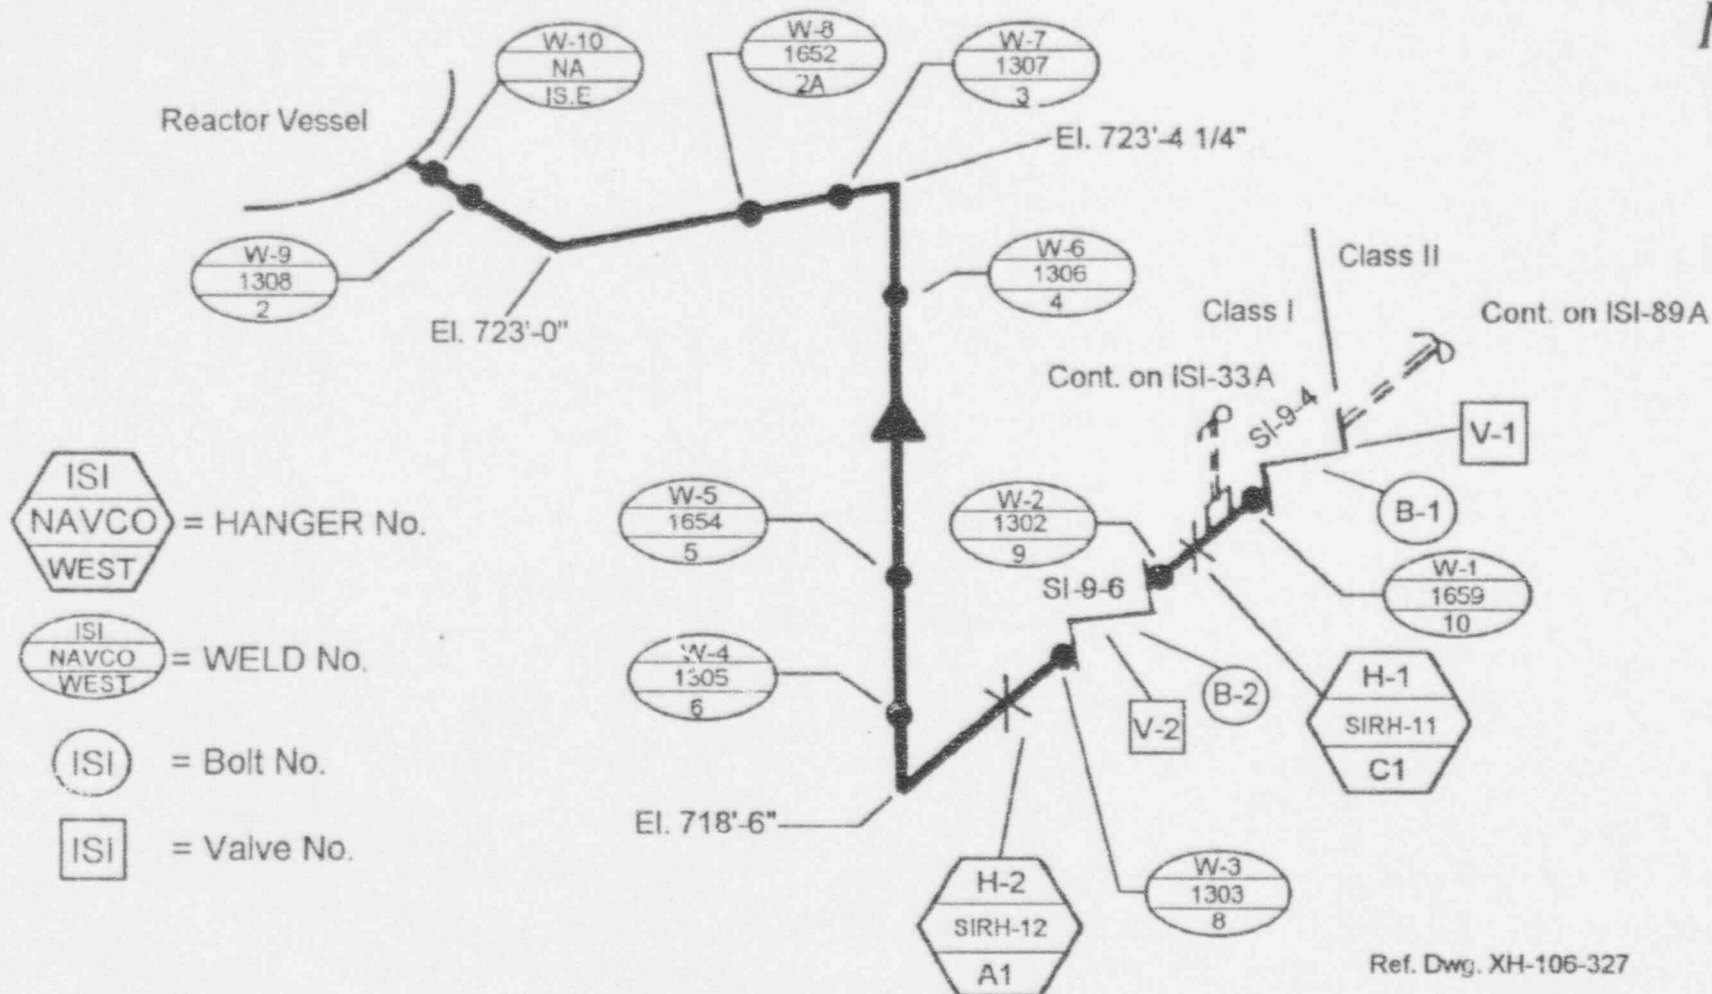 W-10
NA
IS.E
W-8
1652
2A
W-7
1307
3
Reactor Vessel
El. 723'-4 1/4"
W-9
1308
2
El. 723'-0"
W-6
1306
4
Class II
Class I
Cont. on ISI-89A
Cont. on ISI-33A
SI-9-4
V-1
B-1
ISI
NAVCO
WEST
= HANGER No.
W-5
1654
5
W-2
1302
9
SI-9-6
W-1
1659
10
ISI
NAVCO
WEST
= WELD No.
W-4
1305
6
B-2
V-2
H-1
SIRH-11
C1
ISI
= Bolt No.
El. 718'-6"
ISI
= Valve No.
H-2
SIRH-12
A1
W-3
1303
8
Ref. Dwg. XH-106-327